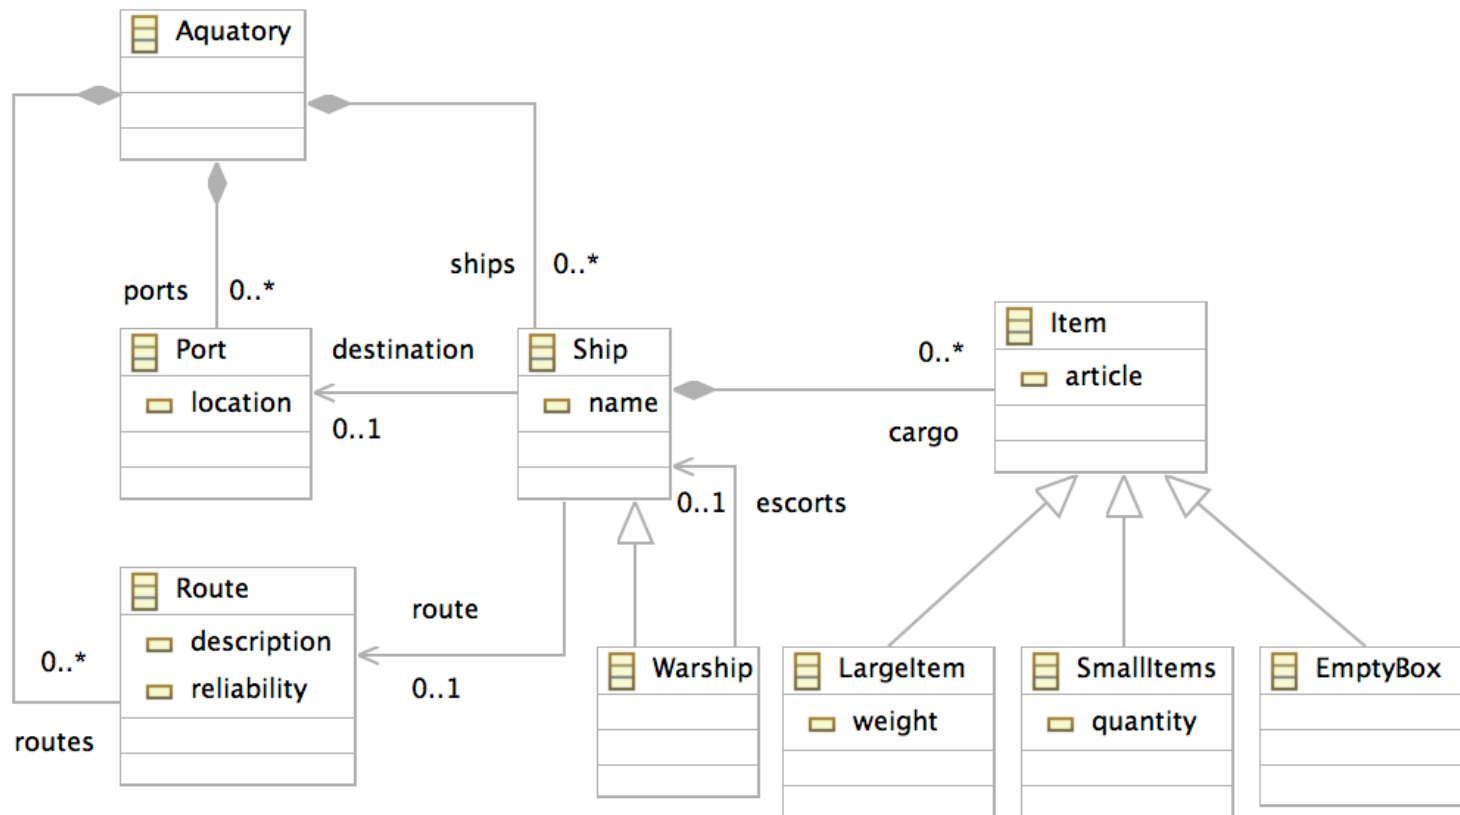 Aquatory
ships 0..*
ports 0..*
Port
location
destination
0..1
Ship
name
0..*
cargo
Item
article
0..1 escorts
Route
description
reliability
route
0..1
0..*
routes
Warship
LargeItem
weight
SmallItems
quantity
EmptyBox